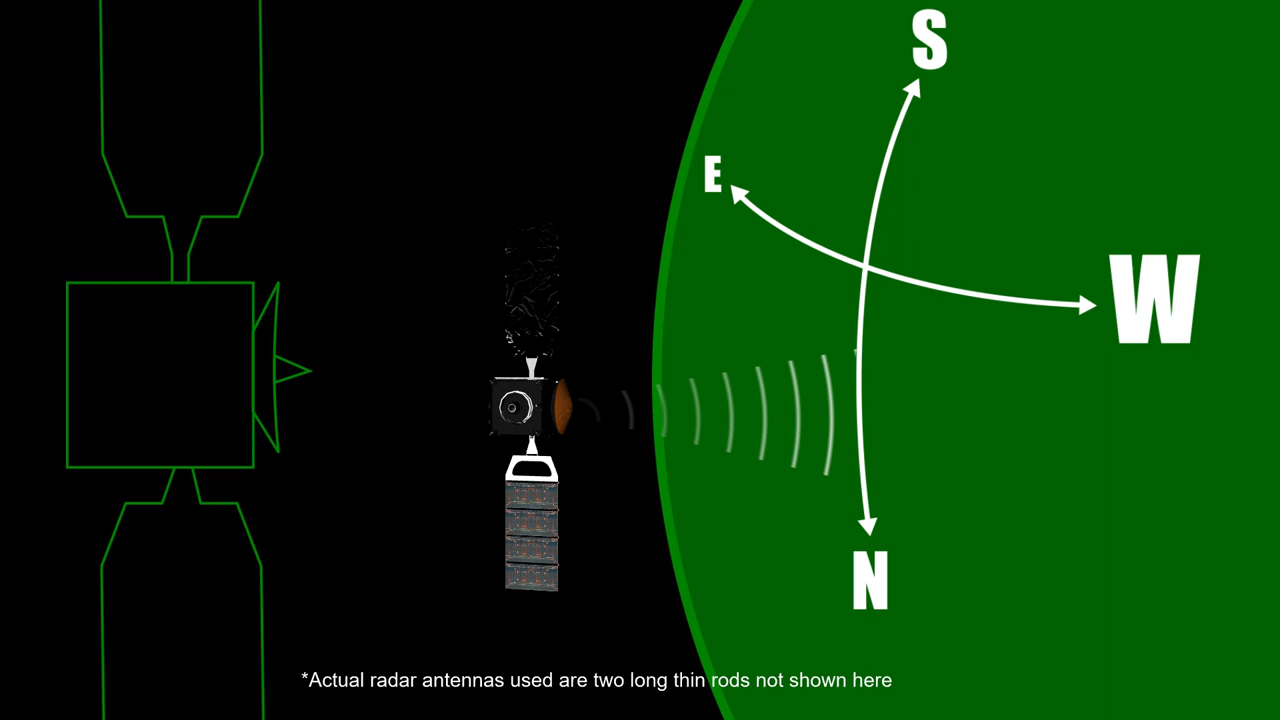 S
E
W
N
*Actual radar antennas used are two long thin rods not shown here